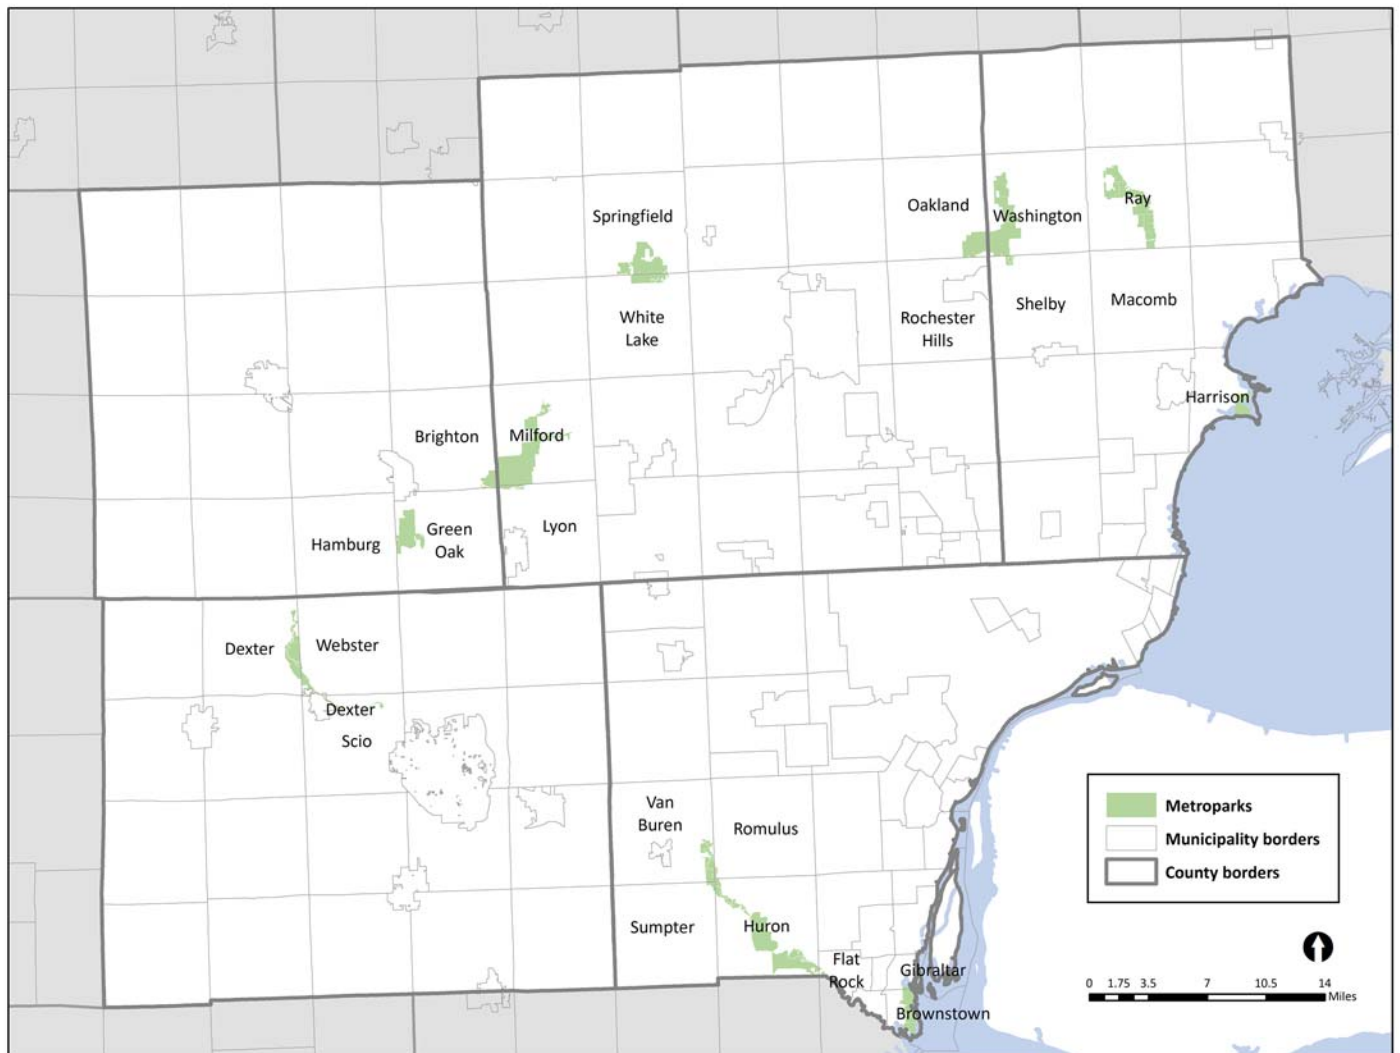 Springfield
Oakland
Washington
Ray
White
Lake
Rochester
Hills
Shelby
Macomb
Harrison
Brighton
Milford
Hamburg
Green
Oak
Lyon
Dexter
Webster
Dexter
Scio
Van
Buren
Romulus
Sumpter
Huron
Flat
Rock
Gibraltar
Brownstown
Metroparks
Municipality borders
County borders
0 1.75 3.5 7 10.5 14
Miles